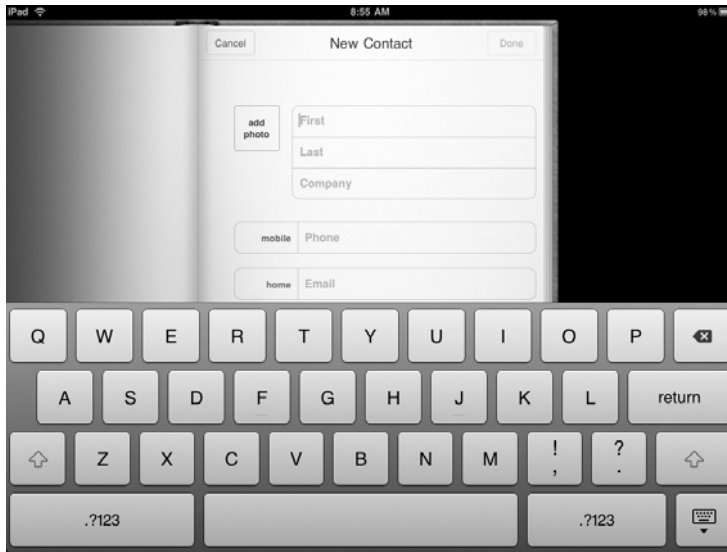 iPad 8:55 AM 98%
Cancel New Contact Done
add
photo
First
Last
Company
mobile Phone
home Email
Q W E R T Y U I O P
A S D F G H J K L return
Z X C V B N M ! , ? .
.?123 .?123